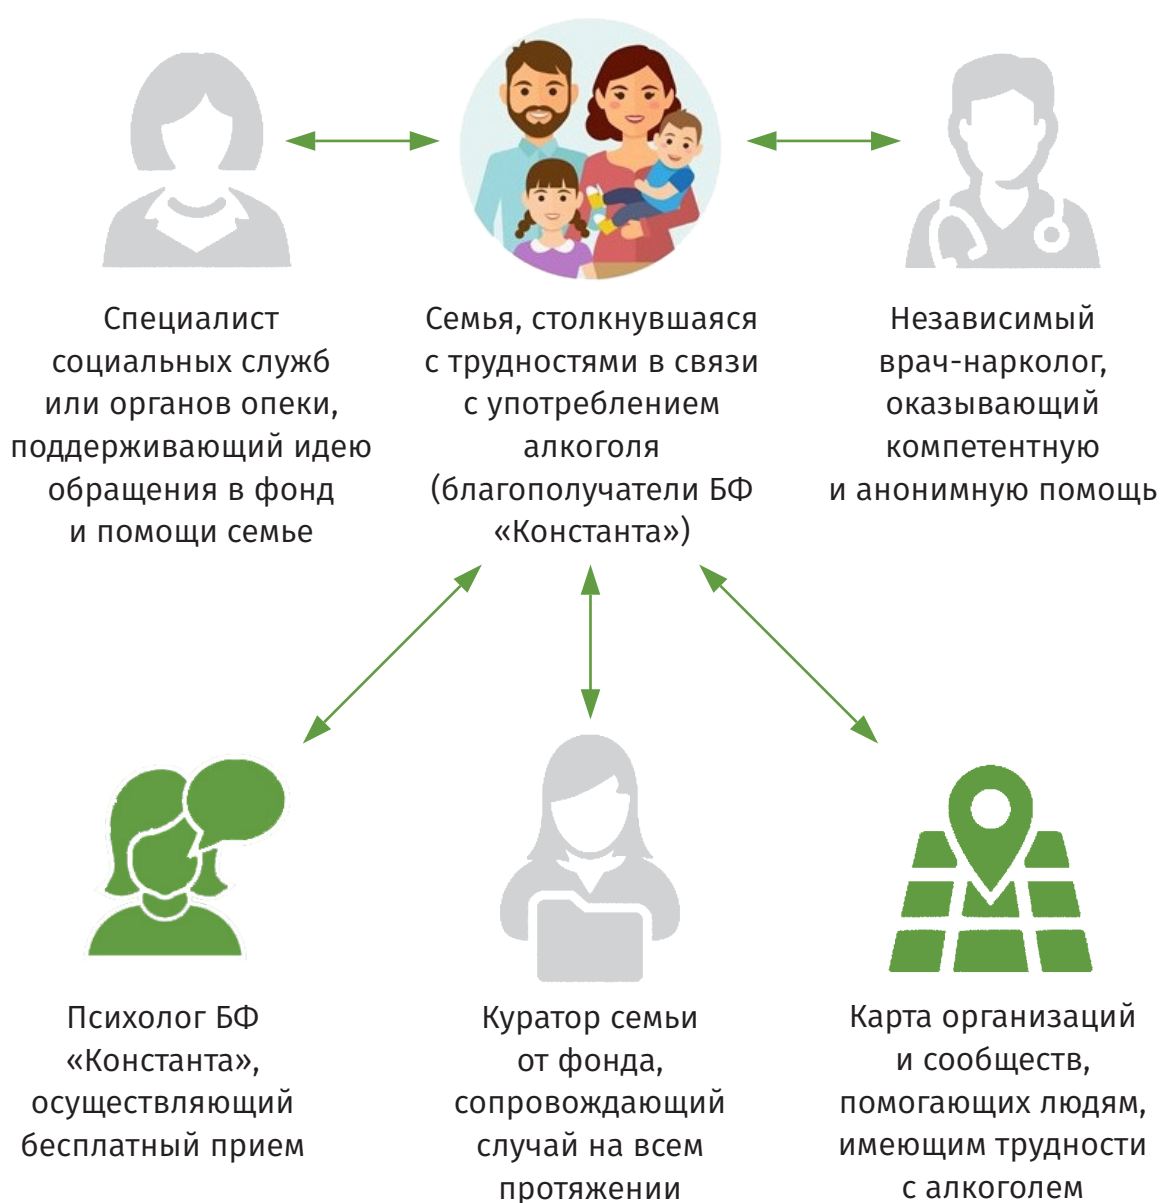 Специалист
социальных служб
или органов опеки,
поддерживающий идею
обращения в фонд
и помощи семье
Семья, столкнувшаяся
с трудностями в связи
с употреблением
алкоголя
(благополучатели БФ
«Константа»)
Независимый
врач-нарколог,
оказывающий
компетентную
и анонимную помощь
Психолог БФ
«Константа»,
осуществляющий
бесплатный прием
Куратор семьи
от фонда,
сопровождающий
случай на всем
протяжении
Карта организаций
и сообществ,
помогающих людям,
имеющим трудности
с алкоголем